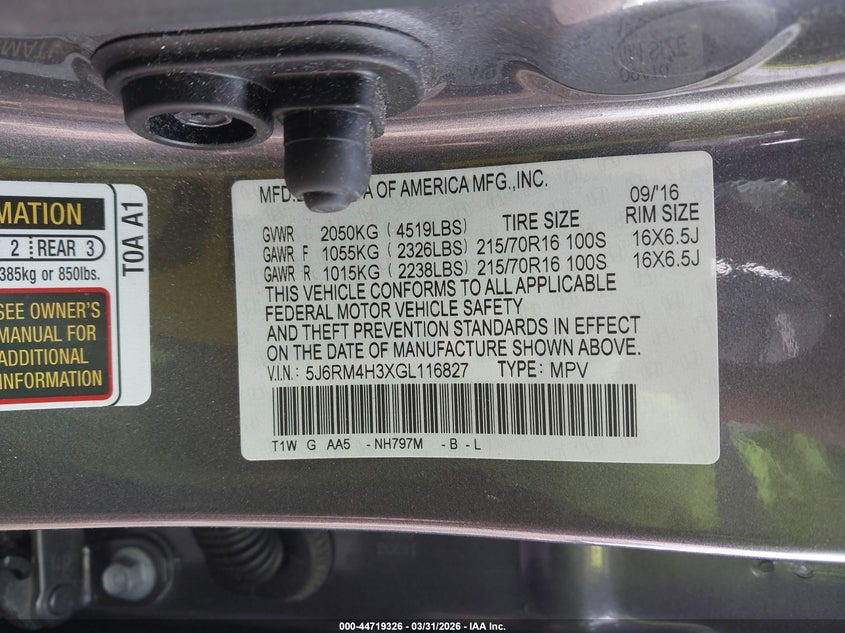 MATION
2 REAR 3
385kg or 850lbs.
SEE OWNER'S
MANUAL FOR
ADDITIONAL
INFORMATION
T0A A1
MFD. A OF AMERICA MFG.,INC. 09/'16
GVWR 2050KG (4519LBS) TIRE SIZE RIM SIZE
GAWR F 1055KG (2326LBS) 215/70R16 100S 16X6.5J
GAWR R 1015KG (2238LBS) 215/70R16 100S 16X6.5J
THIS VEHICLE CONFORMS TO ALL APPLICABLE
FEDERAL MOTOR VEHICLE SAFETY
AND THEFT PREVENTION STANDARDS IN EFFECT
ON THE DATE OF MANUFACTURE SHOWN ABOVE.
V.I.N.: 5J6RM4H3XGL116827 TYPE: MPV
T1W G AA5 -NH797M -B -L
000-44719326 - 03/31/2026 - IAA Inc.